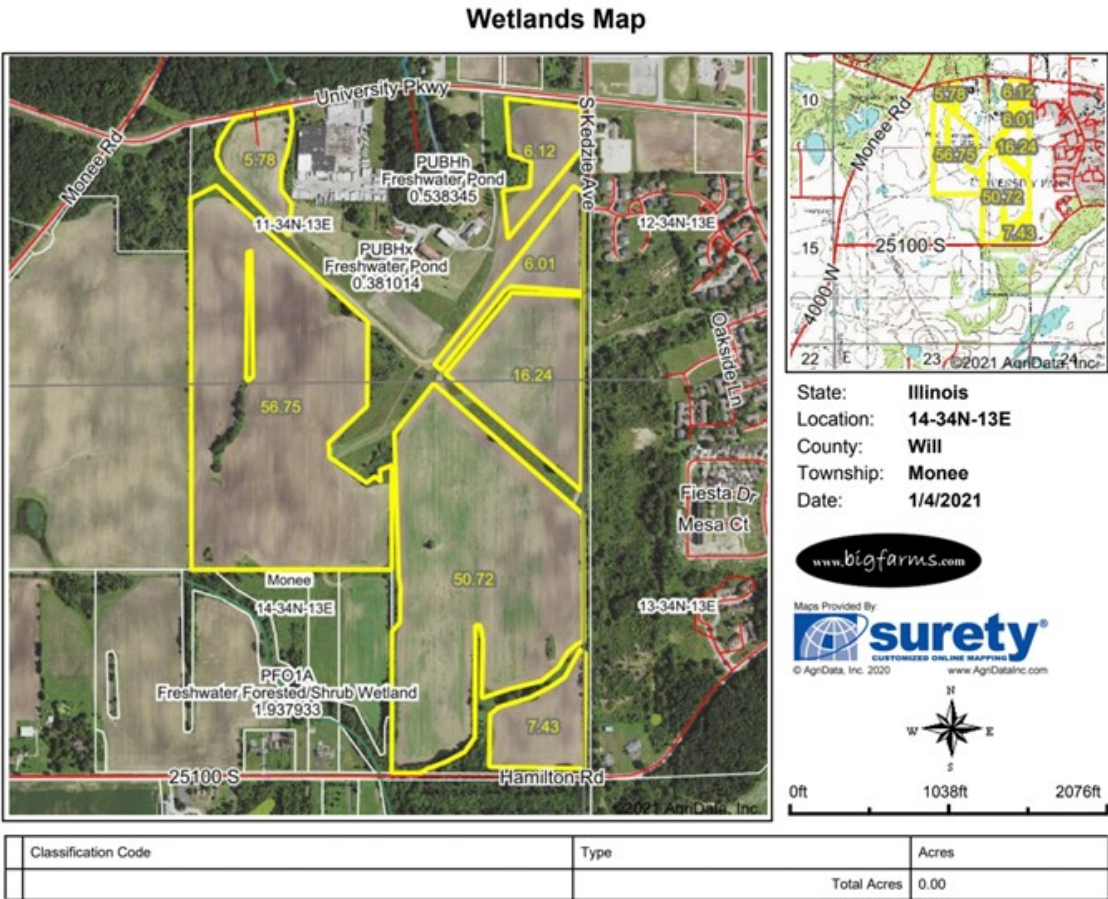 Wetlands Map
University Pkwy
Monee Rd
S Kedzie Ave
5.78
6.12
PUBHh
Freshwater Pond
0.538345
11-34N-13E
12-34N-13E
PUBHx
Freshwater Pond
0.381014
6.01
Oakside Ln
16.24
56.75
Fiesta Dr
Mesa Ct
50.72
Monee
14-34N-13E
13-34N-13E
PFO1A
Freshwater Forested/Shrub Wetland
1.937933
7.43
25100 S
Hamilton Rd
©2021 AgriData, Inc.
10
5.78
6.12
Monee Rd
6.01
16.24
56.75
50.72
15
25100 S
7.43
4000 W
22
E
23
24
©2021 AgriData, Inc.
State: Illinois
Location: 14-34N-13E
County: Will
Township: Monee
Date: 1/4/2021
www.bigfarms.com
Maps Provided By:
surety®
CUSTOMIZED ONLINE MAPPING
© AgriData, Inc. 2020 www.AgriDataInc.com
N
W E
S
0ft 1038ft 2076ft
Classification Code Type Acres
Total Acres 0.00